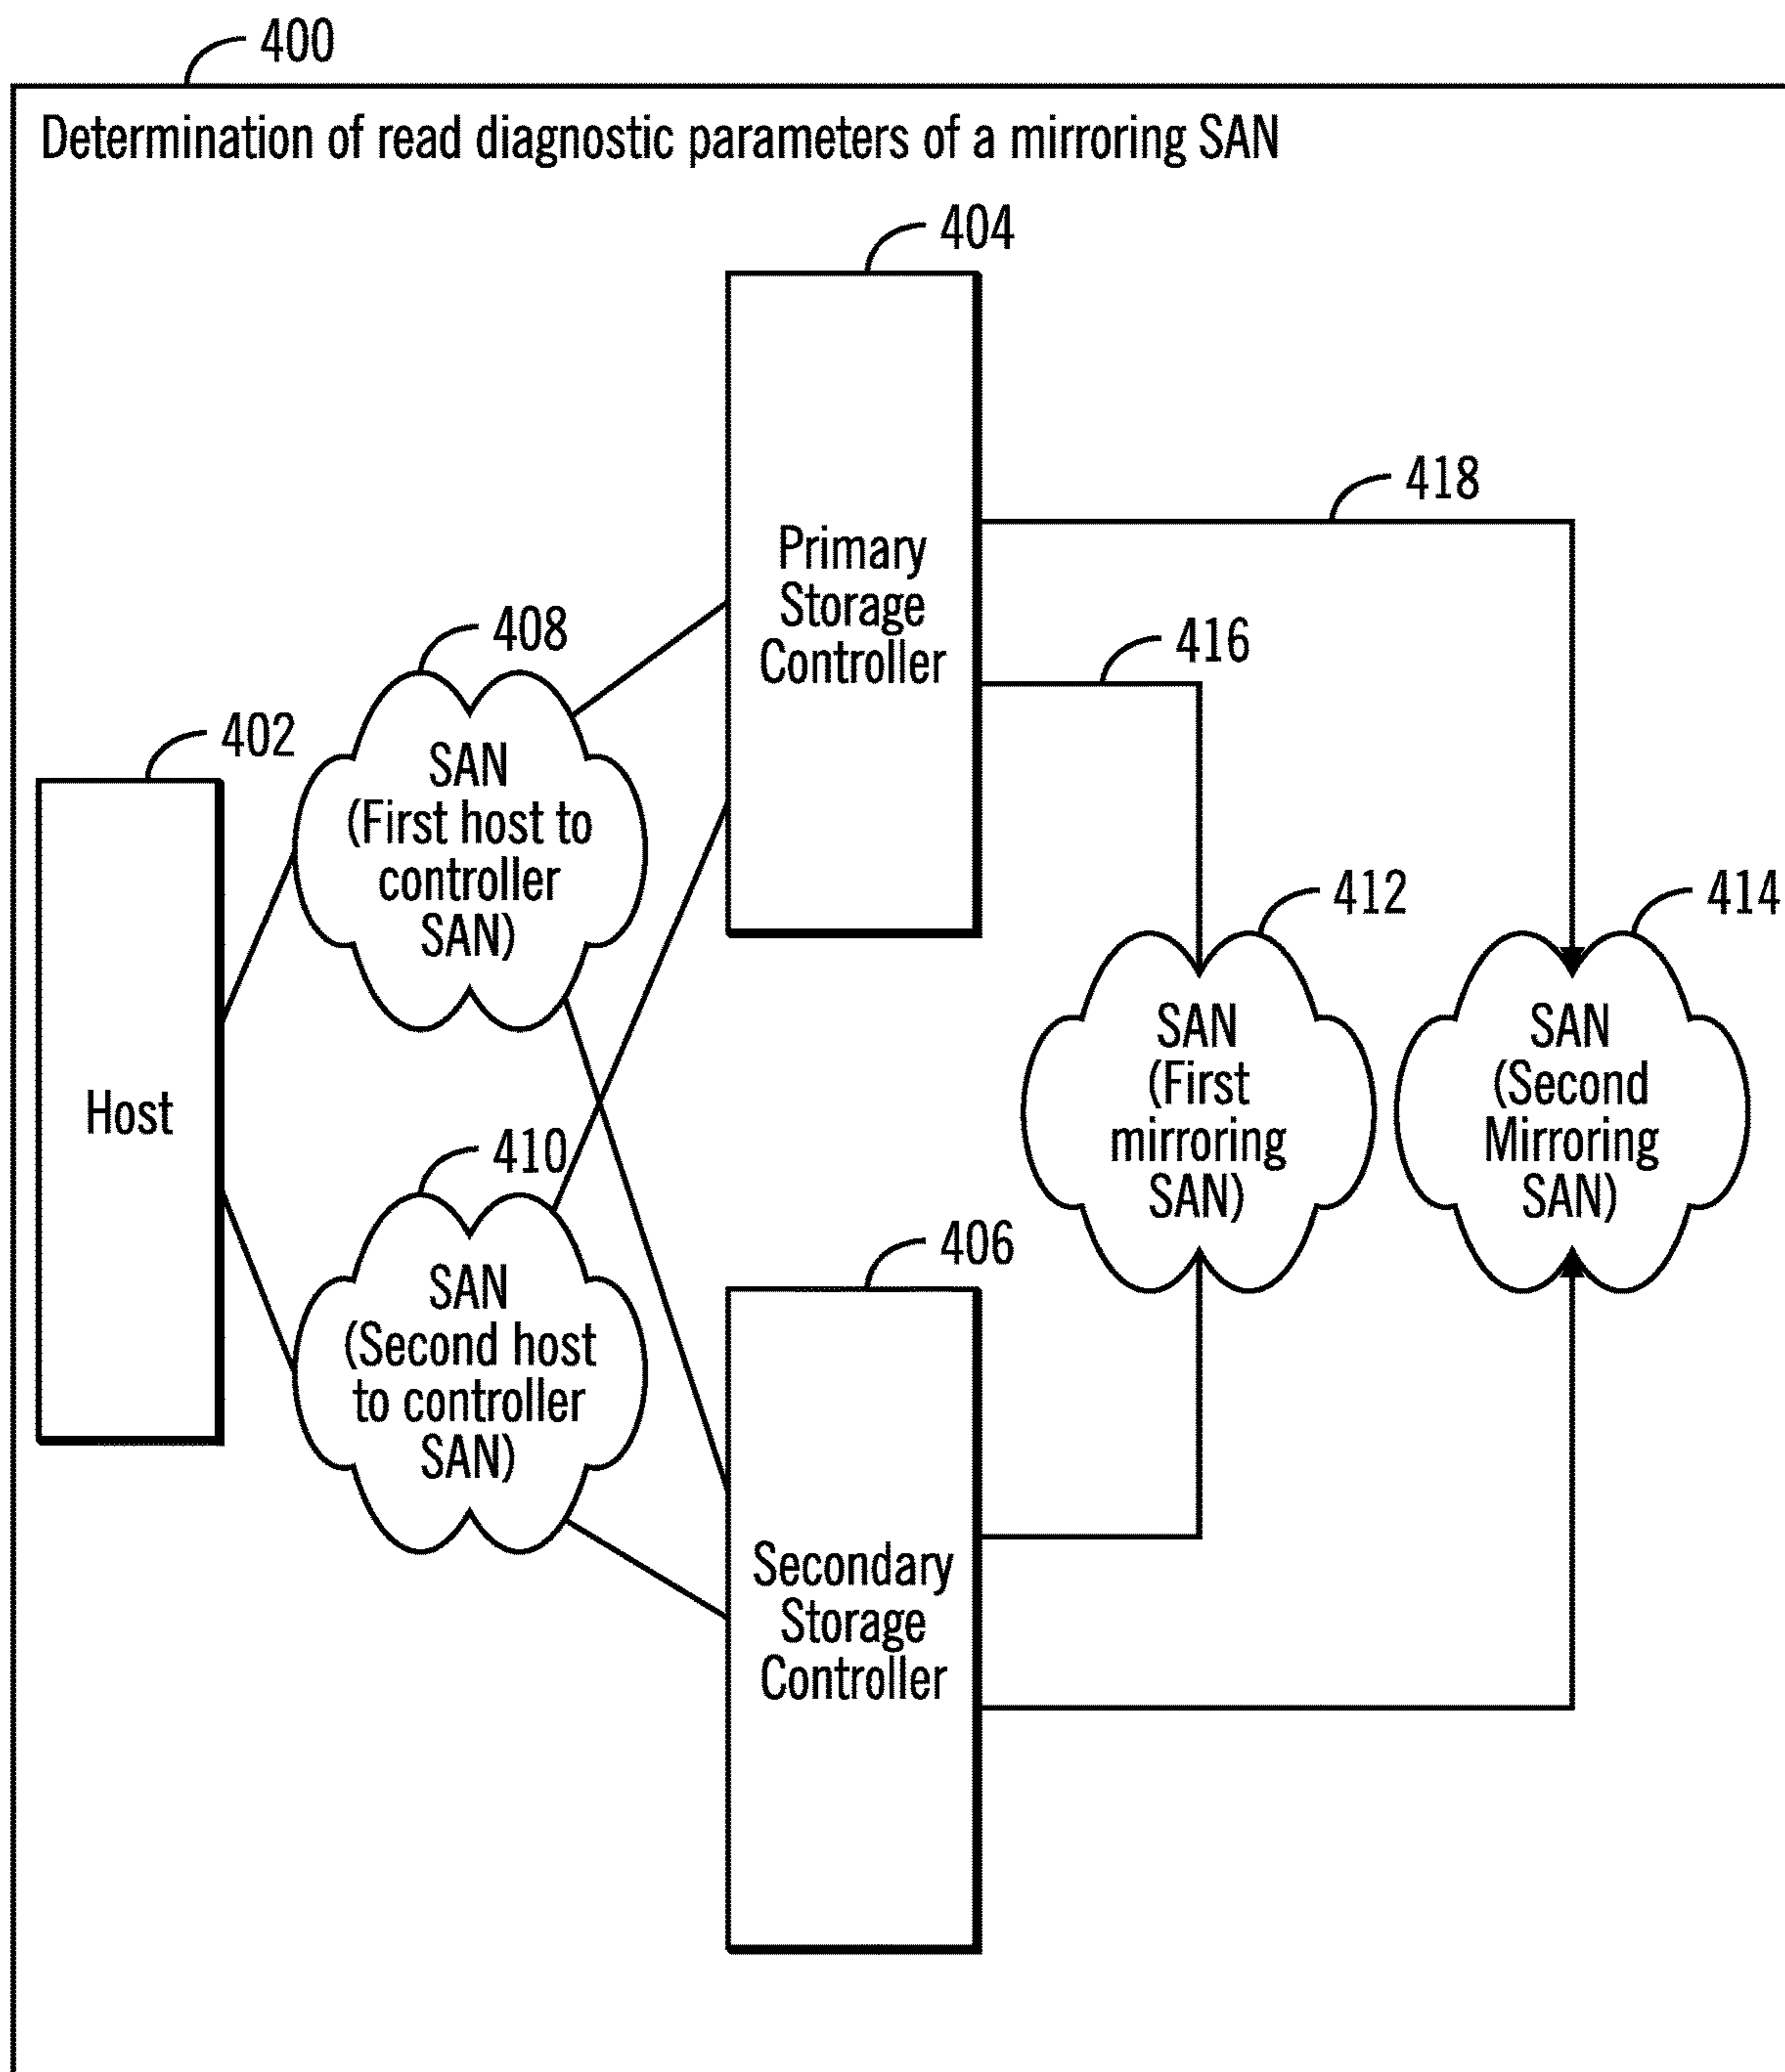 400
Determination of read diagnostic parameters of a mirroring SAN
404
418
Primary
Storage
Controller
408
416
402
SAN
(First host to
controller
SAN)
412
414
Host
SAN
(First
mirroring
SAN)
SAN
(Second
Mirroring
SAN)
410
406
SAN
(Second host
to controller
SAN)
Secondary
Storage
Controller